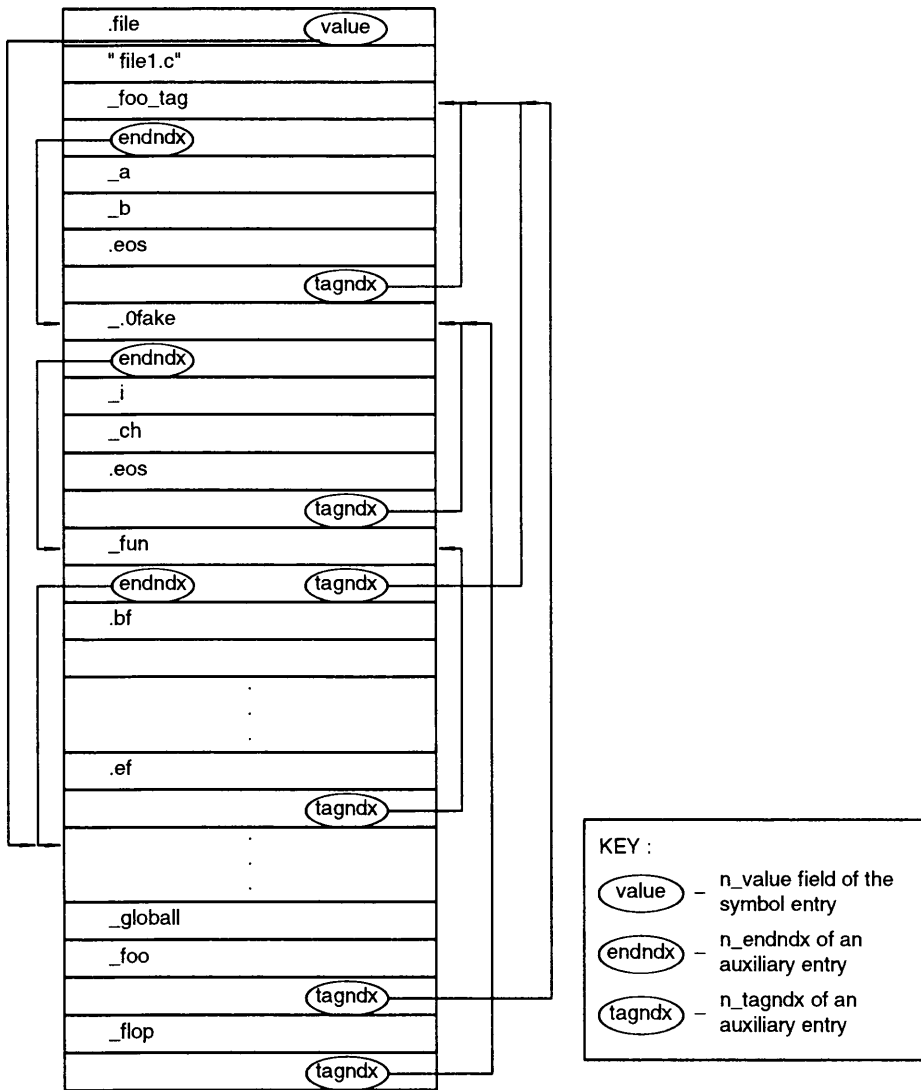 .file value
" file1.c"
_foo_tag
endndx
_a
_b
.eos
tagndx
_.0fake
endndx
_i
_ch
.eos
tagndx
_fun
endndx tagndx
.bf
.
.
.
.ef
tagndx
.
.
.
_globall
_foo
tagndx
_flop
tagndx
KEY :
value – n_value field of the
symbol entry
endndx – n_endndx of an
auxiliary entry
tagndx – n_tagndx of an
auxiliary entry